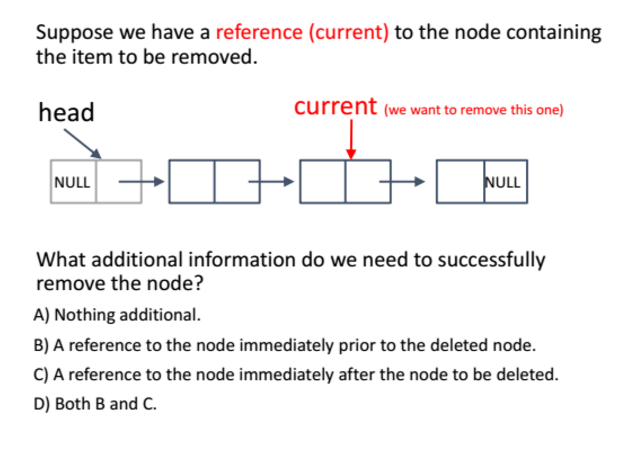 Suppose we have a reference (current) to the node containing
the item to be removed.
head
current (we want to remove this one)
NULL
NULL
What additional information do we need to successfully
remove the node?
A) Nothing additional.
B) A reference to the node immediately prior to the deleted node.
C) A reference to the node immediately after the node to be deleted.
D) Both B and C.